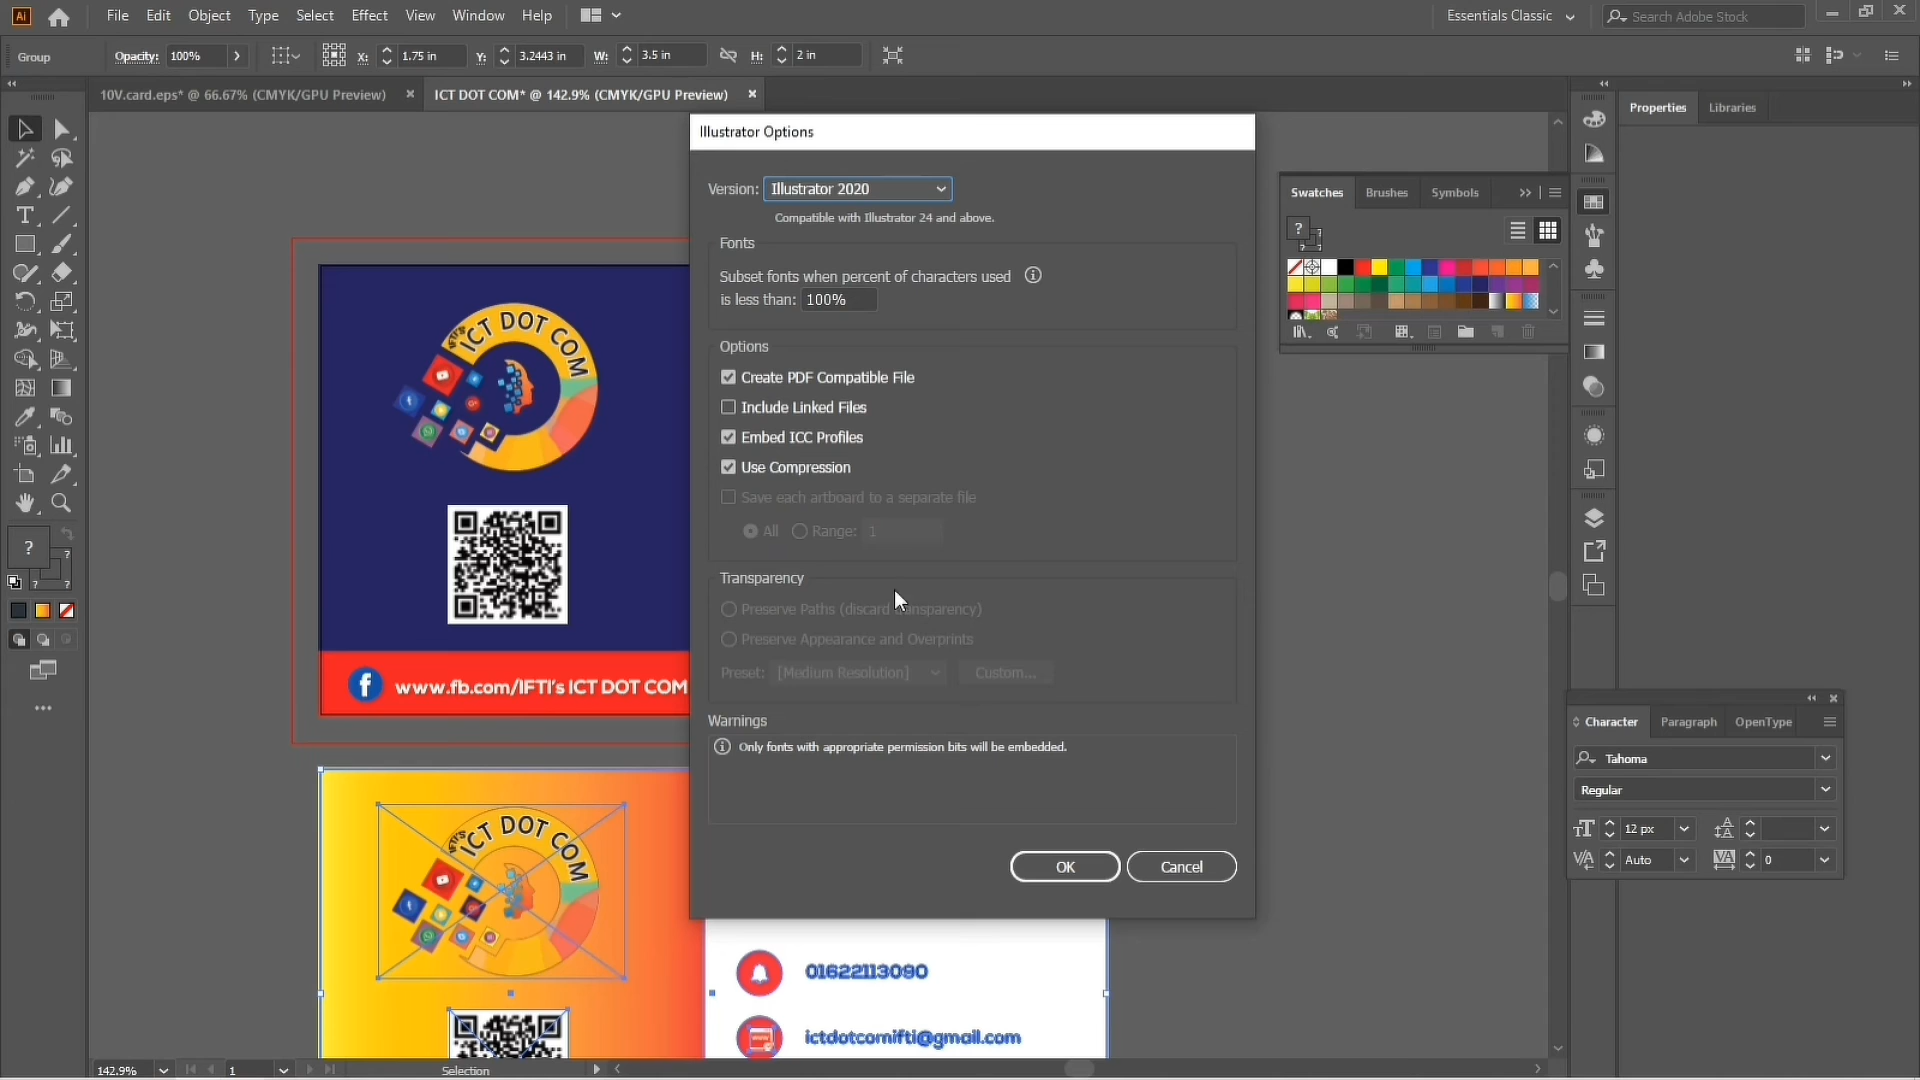 Ai File Edit Object Type Select Effect View Window Help Essentials Classic Search Adobe Stock
Group Opacity: 100% X: 1.75 in Y: 3.2443 in W: 3.5 in H: 2 in
10V.card.eps* @ 66.67% (CMYK/GPU Preview) ICT DOT COM* @ 142.9% (CMYK/GPU Preview)
Properties Libraries
Illustrator Options
Version: Illustrator 2020
Compatible with Illustrator 24 and above.
Fonts
Subset fonts when percent of characters used
is less than: 100%
Options
Create PDF Compatible File
Include Linked Files
Embed ICC Profiles
Use Compression
Save each artboard to a separate file
All Range: 1
Transparency
Preserve Paths (discard transparency)
Preserve Appearance and Overprints
Preset: [Medium Resolution] Custom...
Warnings
Only fonts with appropriate permission bits will be embedded.
OK Cancel
Swatches Brushes Symbols
IFTI'S ICT DOT COM
www.fb.com/IFTI's ICT DOT COM
IFTI'S ICT DOT COM
01622113090
www
ictdotcomifti@gmail.com
Character Paragraph OpenType
Tahoma
Regular
12 px
Auto 0
142.9% 1 Selection